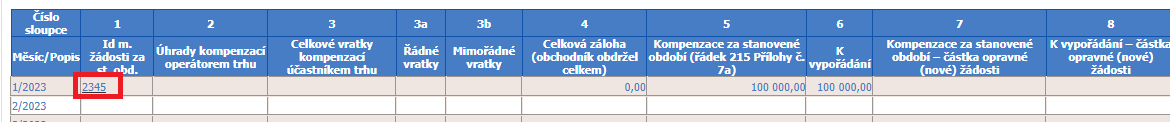 Číslo sloupce 1 2 3 3a 3b 4 5 6 7 8
Měsíc/Popis
Id m. žádosti za st. obd.
Úhrady kompenzací operátorem trhu
Celkové vratky kompenzací účastníkem trhu
Řádné vratky
Mimořádné vratky
Celková záloha (obchodník obdržel celkem)
Kompenzace za stanovené období (řádek 215 Přílohy č. 7a)
K vypořádání
Kompenzace za stanovené období – částka opravné (nové) žádosti
K vypořádání – částka opravné (nové) žádosti
1/2023 2345 0,00 100 000,00 100 000,00
2/2023